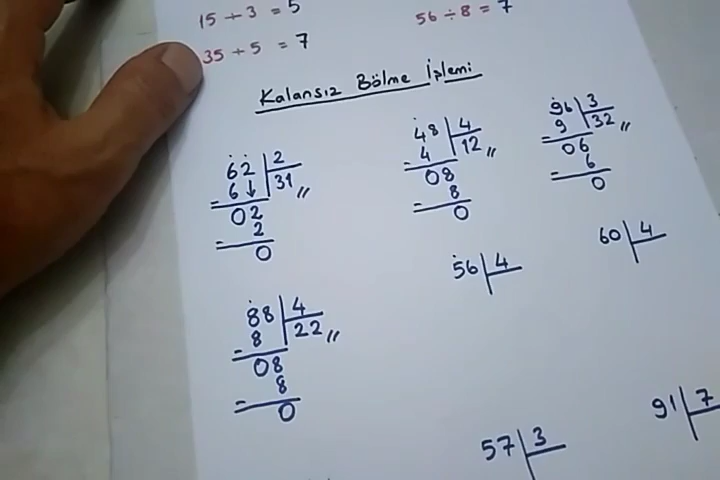 15 ÷ 3 = 5
56 ÷ 8 = 7
35 ÷ 5 = 7
Kalansız Bölme İşlemi
62 | 2
6 ↓ 31 //
02
- 2
0
48 | 4
- 4 12 //
08
- 8
0
96 | 3
- 9 32 //
06
- 6
0
56 | 4
60 | 4
88 | 4
- 8 22 //
08
- 8
0
57 | 3
91 | 7